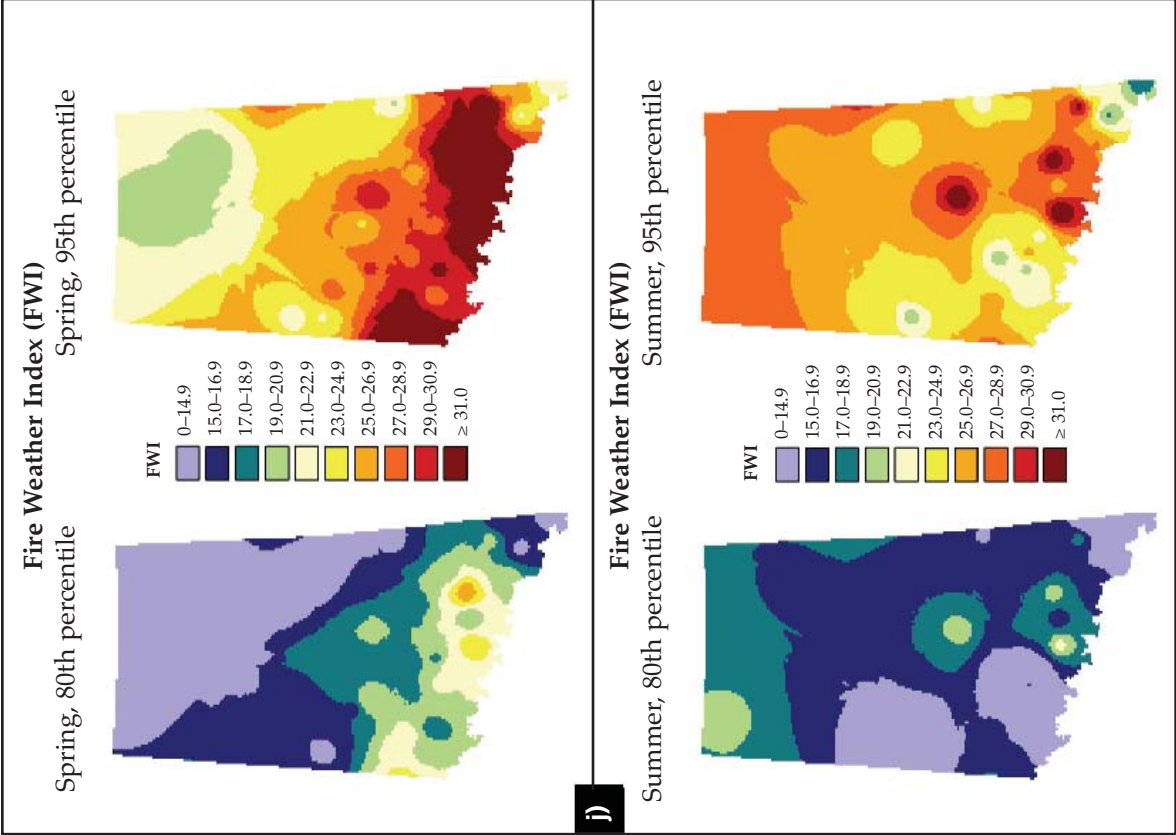 Fire Weather Index (FWI)
Spring, 80th percentile
Spring, 95th percentile
FWI
0–14.9
15.0–16.9
17.0–18.9
19.0–20.9
21.0–22.9
23.0–24.9
25.0–26.9
27.0–28.9
29.0–30.9
≥ 31.0
j)
Fire Weather Index (FWI)
Summer, 80th percentile
Summer, 95th percentile
FWI
0–14.9
15.0–16.9
17.0–18.9
19.0–20.9
21.0–22.9
23.0–24.9
25.0–26.9
27.0–28.9
29.0–30.9
≥ 31.0